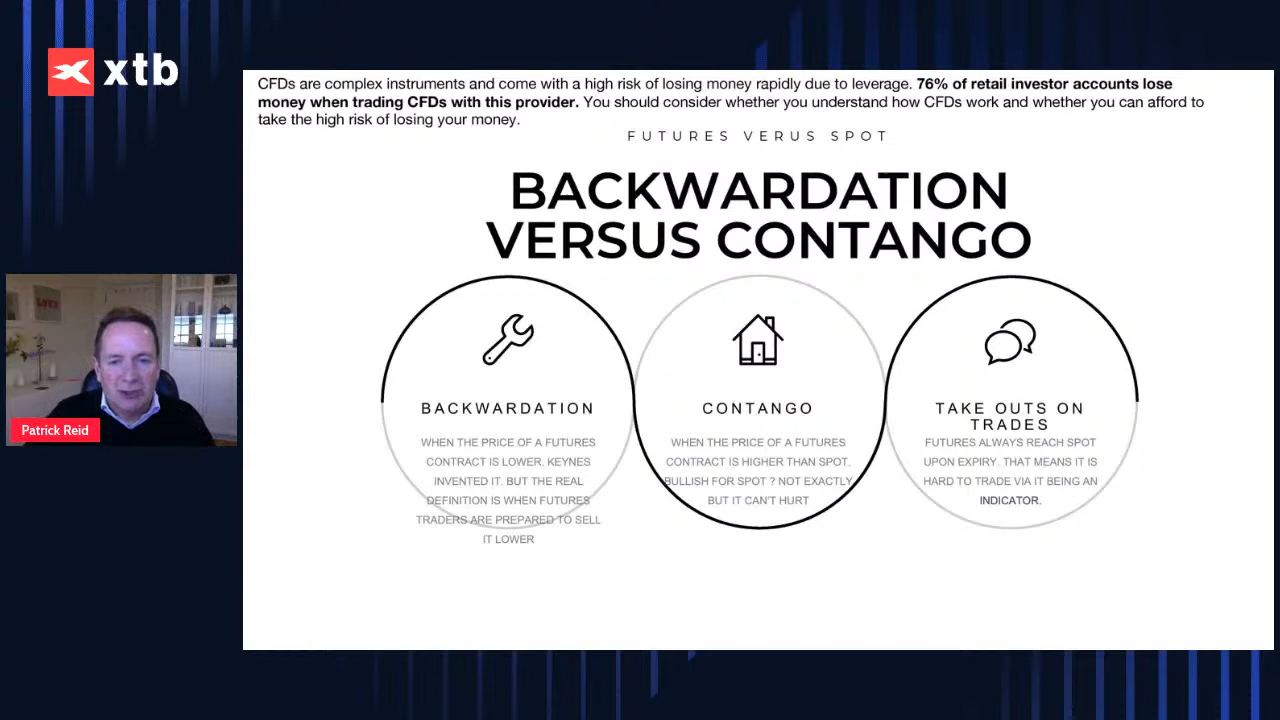 xtb
CFDs are complex instruments and come with a high risk of losing money rapidly due to leverage. 76% of retail investor accounts lose
money when trading CFDs with this provider. You should consider whether you understand how CFDs work and whether you can afford to
take the high risk of losing your money.
FUTURES VERUS SPOT
BACKWARDATION
VERSUS CONTANGO
BACKWARDATION
WHEN THE PRICE OF A FUTURES
CONTRACT IS LOWER. KEYNES
INVENTED IT. BUT THE REAL
DEFINITION IS WHEN FUTURES
TRADERS ARE PREPARED TO SELL
IT LOWER
CONTANGO
WHEN THE PRICE OF A FUTURES
CONTRACT IS HIGHER THAN SPOT.
BULLISH FOR SPOT ? NOT EXACTLY
BUT IT CAN'T HURT
TAKE OUTS ON
TRADES
FUTURES ALWAYS REACH SPOT
UPON EXPIRY. THAT MEANS IT IS
HARD TO TRADE VIA IT BEING AN
INDICATOR.
Patrick Reid